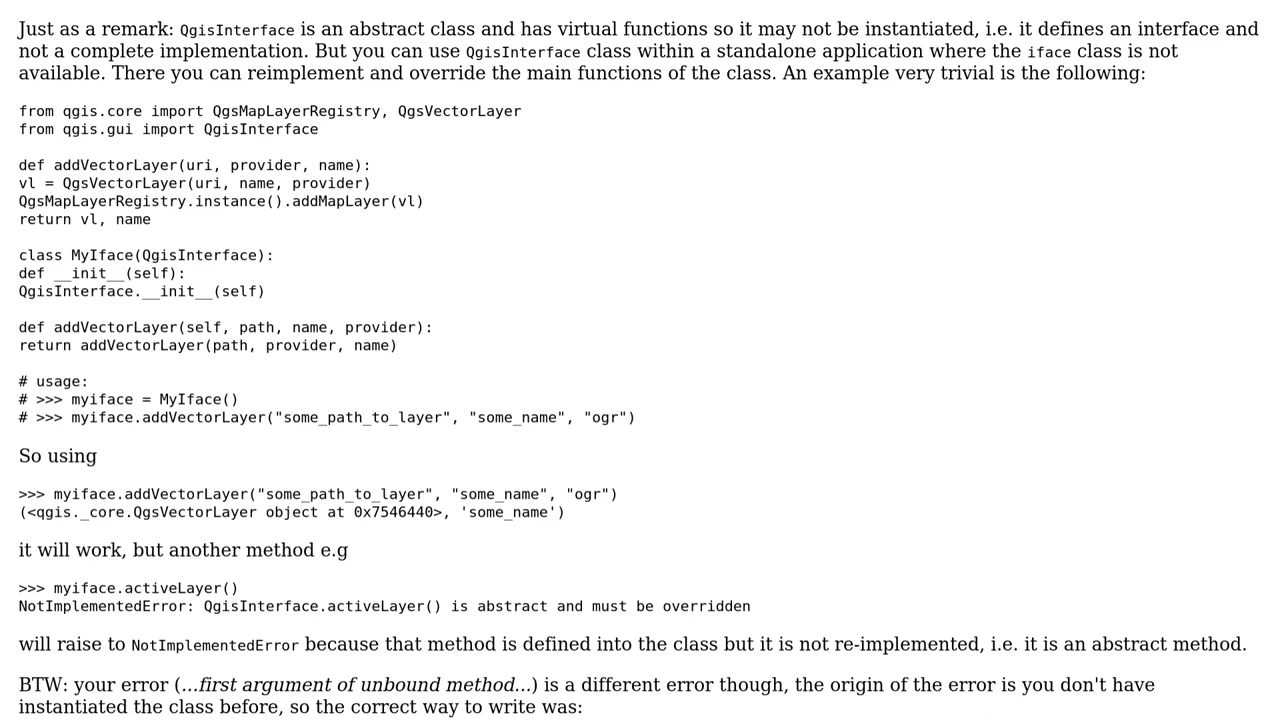 Just as a remark: QgisInterface is an abstract class and has virtual functions so it may not be instantiated, i.e. it defines an interface and
not a complete implementation. But you can use QgisInterface class within a standalone application where the iface class is not
available. There you can reimplement and override the main functions of the class. An example very trivial is the following:
from qgis.core import QgsMapLayerRegistry, QgsVectorLayer
from qgis.gui import QgisInterface
def addVectorLayer(uri, provider, name):
vl = QgsVectorLayer(uri, name, provider)
QgsMapLayerRegistry.instance().addMapLayer(vl)
return vl, name
class MyIface(QgisInterface):
def __init__(self):
QgisInterface.__init__(self)
def addVectorLayer(self, path, name, provider):
return addVectorLayer(path, provider, name)
# usage:
# >>> myiface = MyIface()
# >>> myiface.addVectorLayer("some_path_to_layer", "some_name", "ogr")
So using
>>> myiface.addVectorLayer("some_path_to_layer", "some_name", "ogr")
(<qgis._core.QgsVectorLayer object at 0x7546440>, 'some_name')
it will work, but another method e.g
>>> myiface.activeLayer()
NotImplementedError: QgisInterface.activeLayer() is abstract and must be overridden
will raise to NotImplementedError because that method is defined into the class but it is not re-implemented, i.e. it is an abstract method.
BTW: your error (...first argument of unbound method...) is a different error though, the origin of the error is you don't have
instantiated the class before, so the correct way to write was: